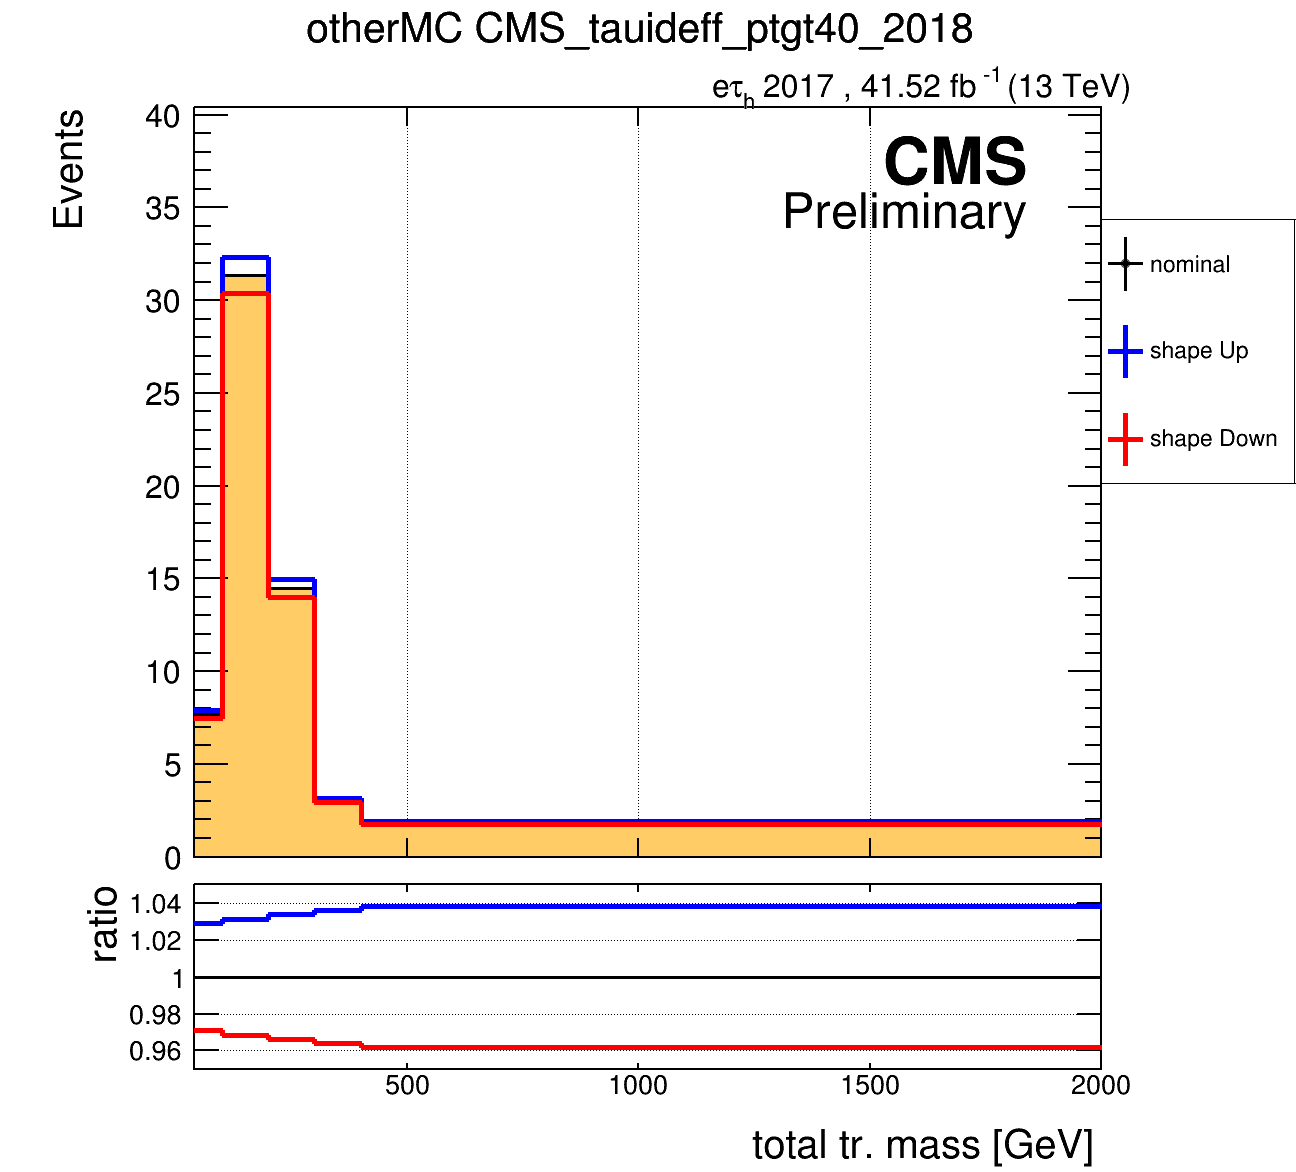 otherMC CMS_tauideff_ptgt40_2018
eτh 2017 , 41.52 fb-1 (13 TeV)
Events
40
35
30
25
20
15
10
5
0
CMS
Preliminary
nominal
shape Up
shape Down
ratio
1.04
1.02
1
0.98
0.96
500 1000 1500 2000
total tr. mass [GeV]